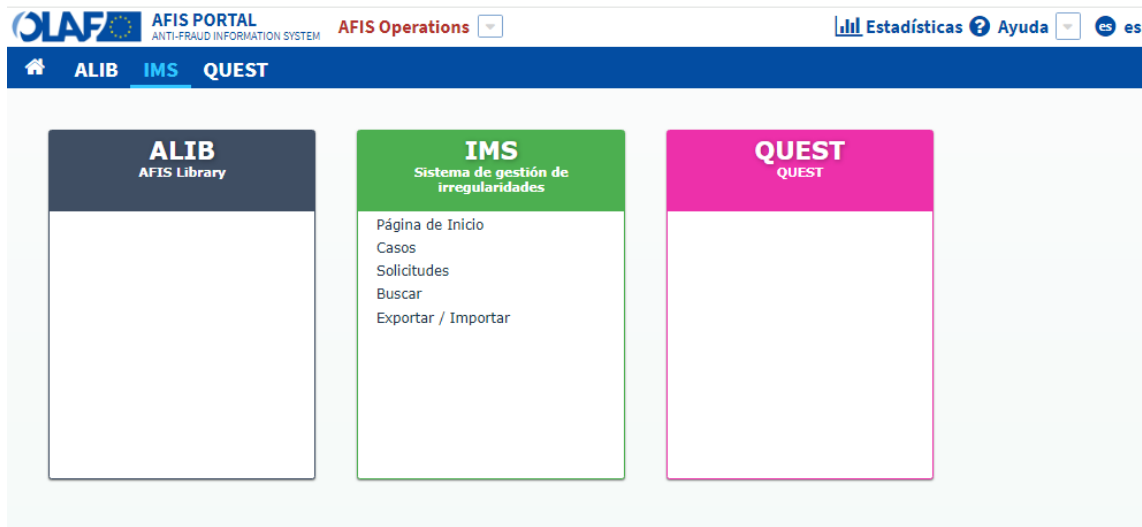 OLAF AFIS PORTAL
ANTI-FRAUD INFORMATION SYSTEM
AFIS Operations
Estadísticas ? Ayuda es es
ALIB IMS QUEST
ALIB
AFIS Library
IMS
Sistema de gestión de
irregularidades
Página de Inicio
Casos
Solicitudes
Buscar
Exportar / Importar
QUEST
QUEST